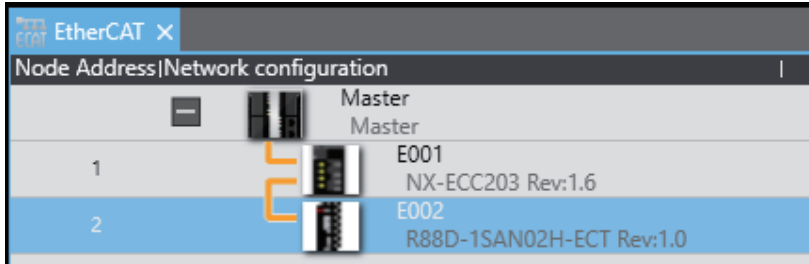 ECAT EtherCAT ×
Node Address|Network configuration
Master
Master
1
E001
NX-ECC203 Rev:1.6
2
E002
R88D-1SAN02H-ECT Rev:1.0